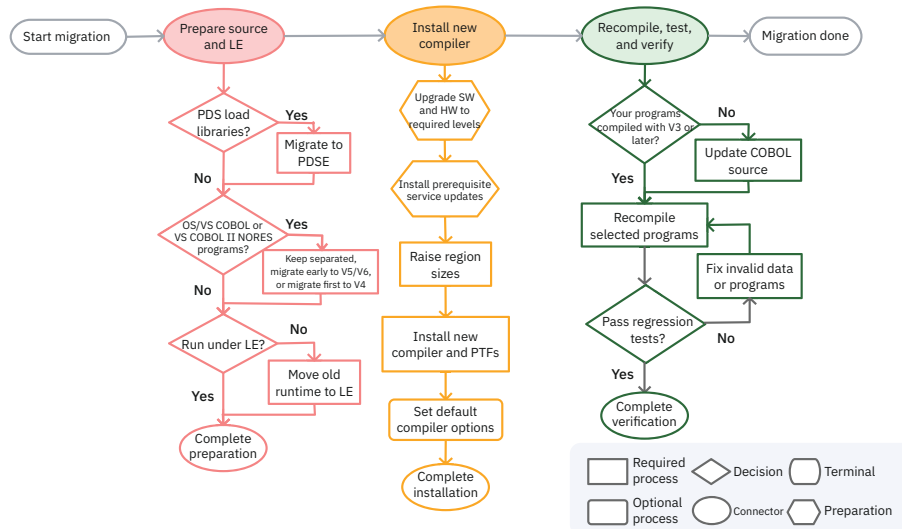 Start migration
Prepare source
and LE
Install new
compiler
Recompile, test,
and verify
Migration done
PDS load
libraries?
Yes
Migrate to
PDSE
No
OS/VS COBOL or
VS COBOL II NORES
programs?
Yes
Keep separated,
migrate early to V5/V6,
or migrate first to V4
No
Run under LE?
No
Move old
runtime to LE
Yes
Complete
preparation
Upgrade SW
and HW to
required levels
Install prerequisite
service updates
Raise region
sizes
Install new
compiler and PTFs
Set default
compiler options
Complete
installation
Your programs
compiled with V3 or
later?
No
Update COBOL
source
Yes
Recompile
selected programs
Fix invalid data
or programs
Pass regression
tests?
No
Yes
Complete
verification
Required
process
Decision
Terminal
Optional
process
Connector
Preparation